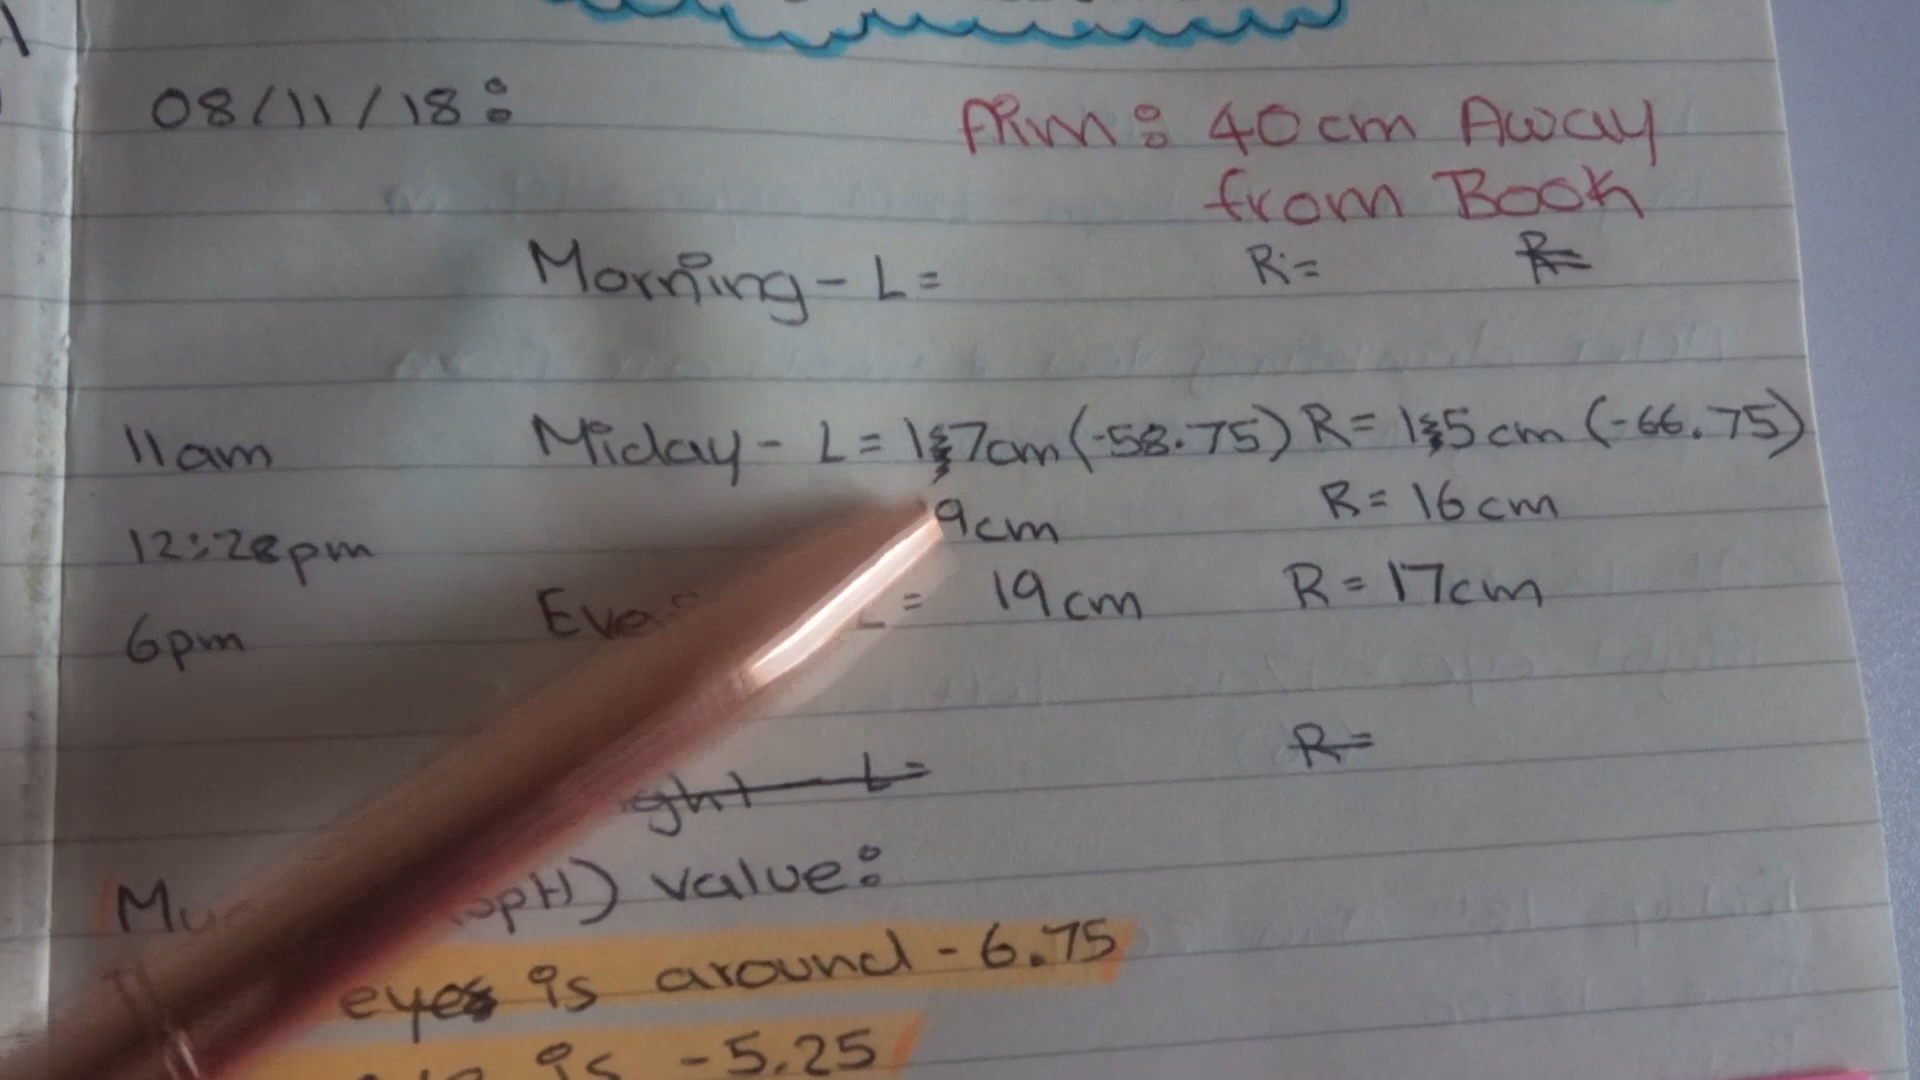 08/11/18:
Aim: 40cm Away
from Book
Morning - L= R= R=
11am Miday - L= 17cm (-58.75) R= 15cm (-66.75)
12:28pm 9cm R= 16cm
6pm L= 19cm R= 17cm
L= R=
value:
eyes is around -6.75
is -5.25